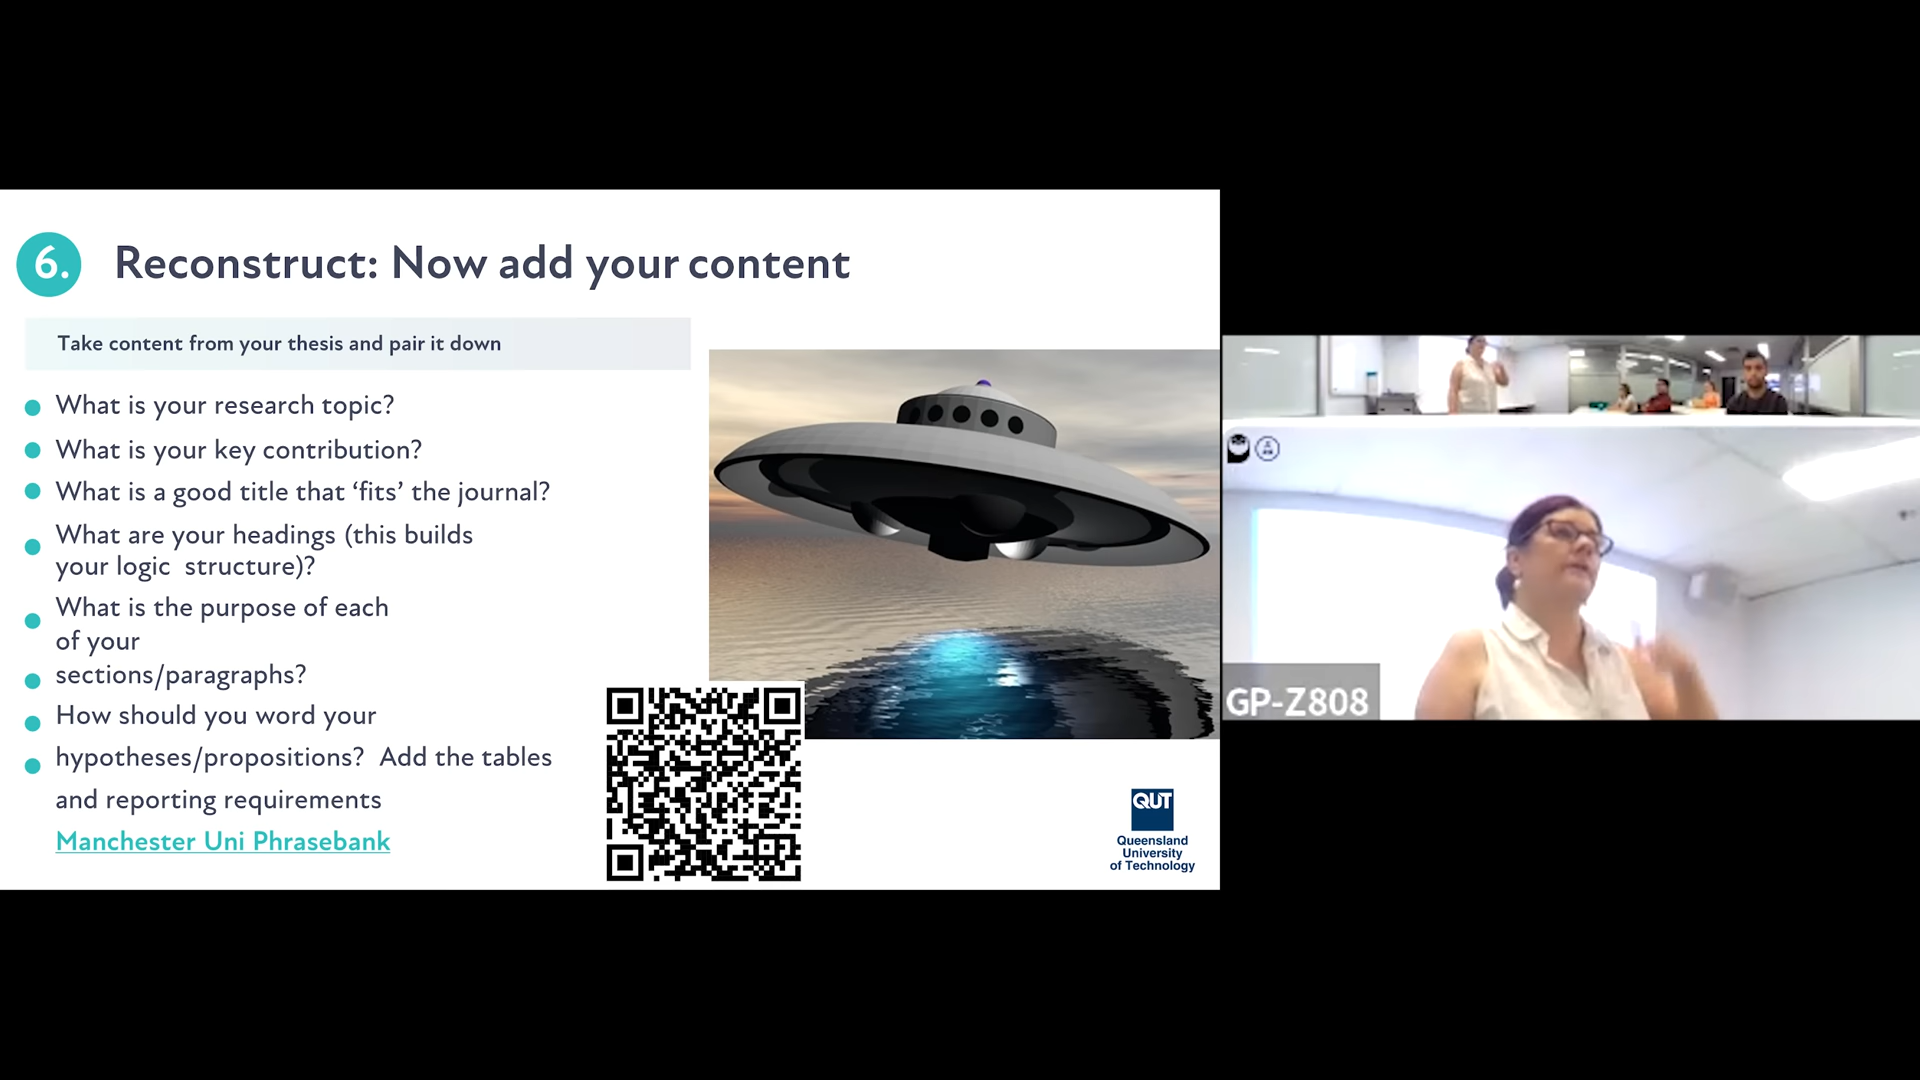 6. Reconstruct: Now add your content
Take content from your thesis and pair it down
What is your research topic?
What is your key contribution?
What is a good title that ‘fits’ the journal?
What are your headings (this builds
your logic structure)?
What is the purpose of each
of your
sections/paragraphs?
How should you word your
hypotheses/propositions? Add the tables
and reporting requirements
Manchester Uni Phrasebank
QUT
Queensland
University
of Technology
GP-Z808